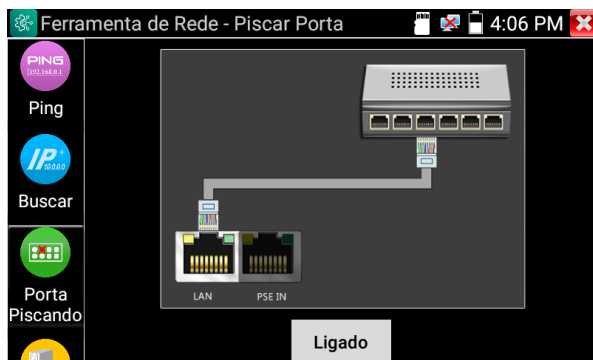 Ferramenta de Rede - Piscar Porta
4:06 PM
PING
192.168.0.1
Ping
IP+
10.0.0.0
Buscar
Porta
Piscando
LAN
PSE IN
Ligado